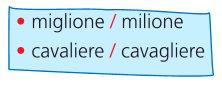 • miglione / milione
• cavaliere / cavagliere